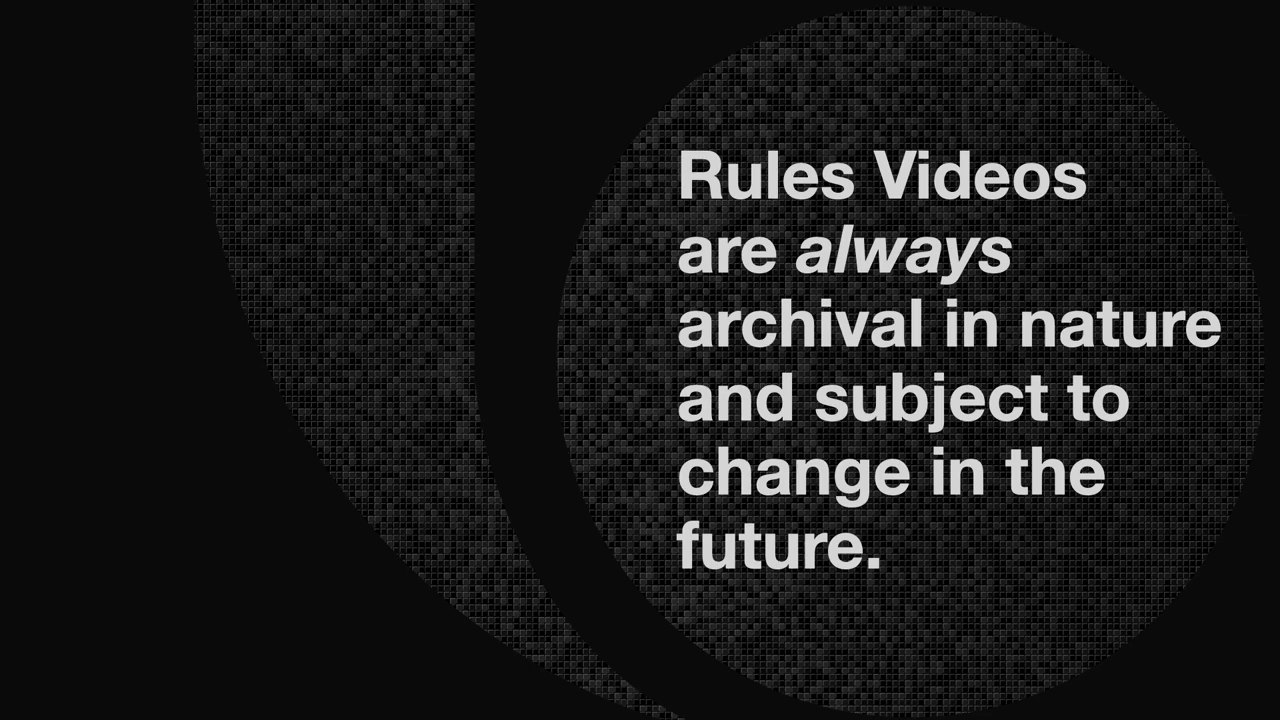 Rules Videos
are always
archival in nature
and subject to
change in the
future.